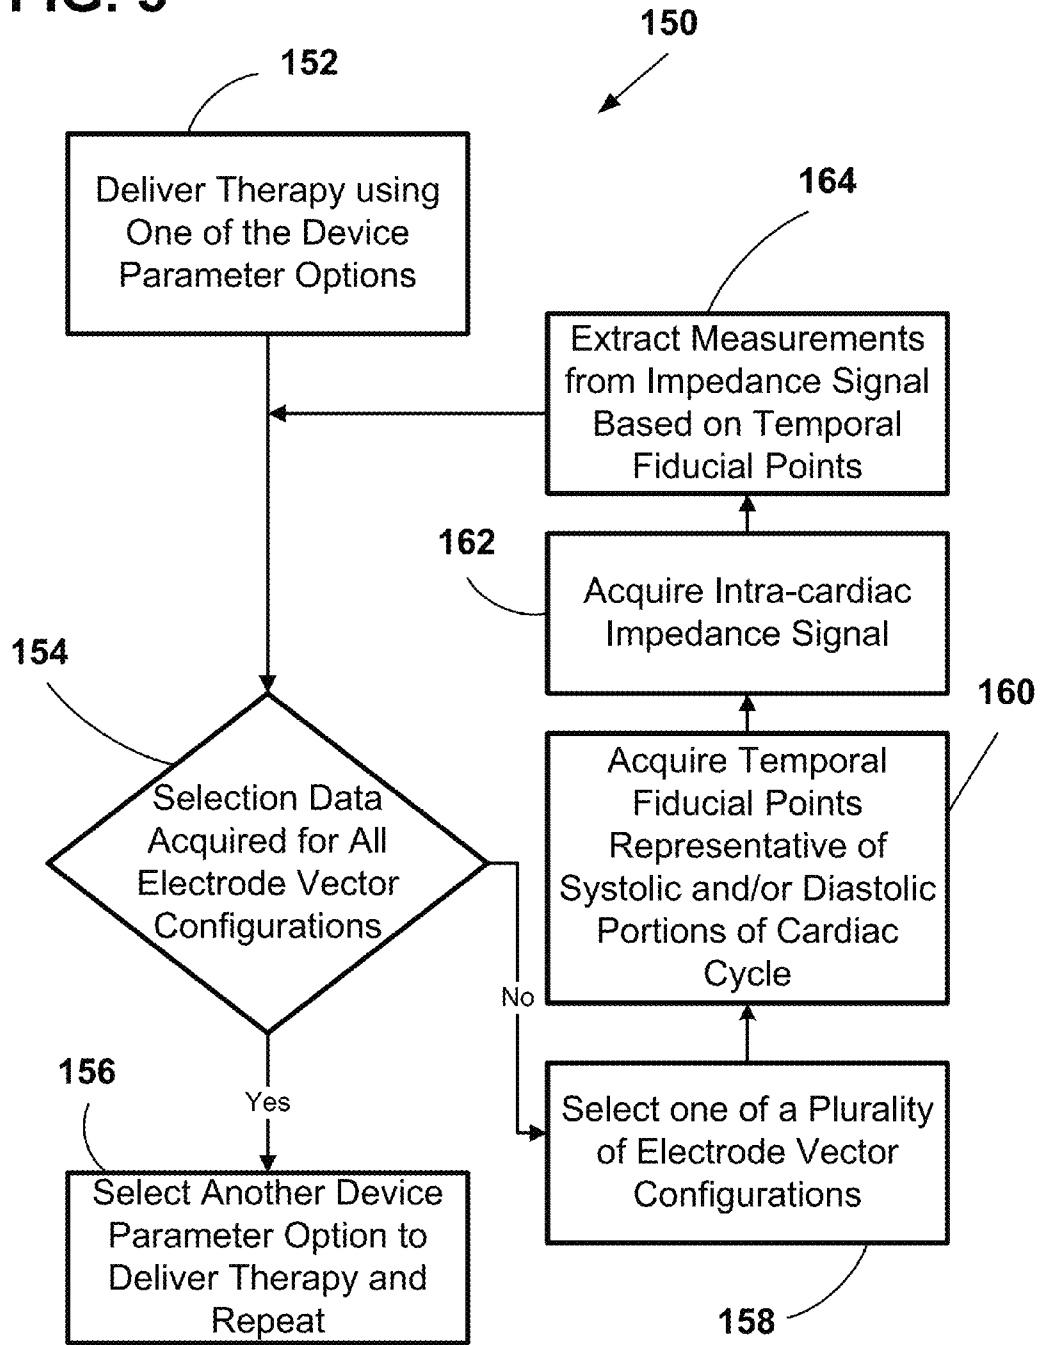 150
152
Deliver Therapy using
One of the Device
Parameter Options
164
Extract Measurements
from Impedance Signal
Based on Temporal
Fiducial Points
162
Acquire Intra-cardiac
Impedance Signal
154
Selection Data
Acquired for All
Electrode Vector
Configurations
160
Acquire Temporal
Fiducial Points
Representative of
Systolic and/or Diastolic
Portions of Cardiac
Cycle
No
Yes
156
Select Another Device
Parameter Option to
Deliver Therapy and
Repeat
Select one of a Plurality
of Electrode Vector
Configurations
158